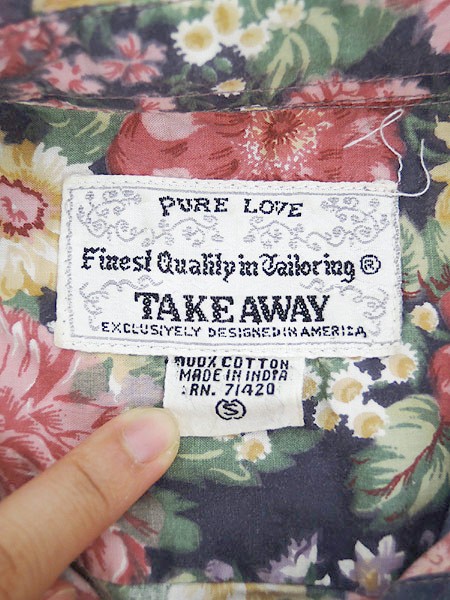 PURE LOVE
Finest Quality in Tailoring ®
TAKE AWAY
EXCLUSIVELY DESIGNED IN AMERICA
100% COTTON
MADE IN INDIA
RN. 71420
S